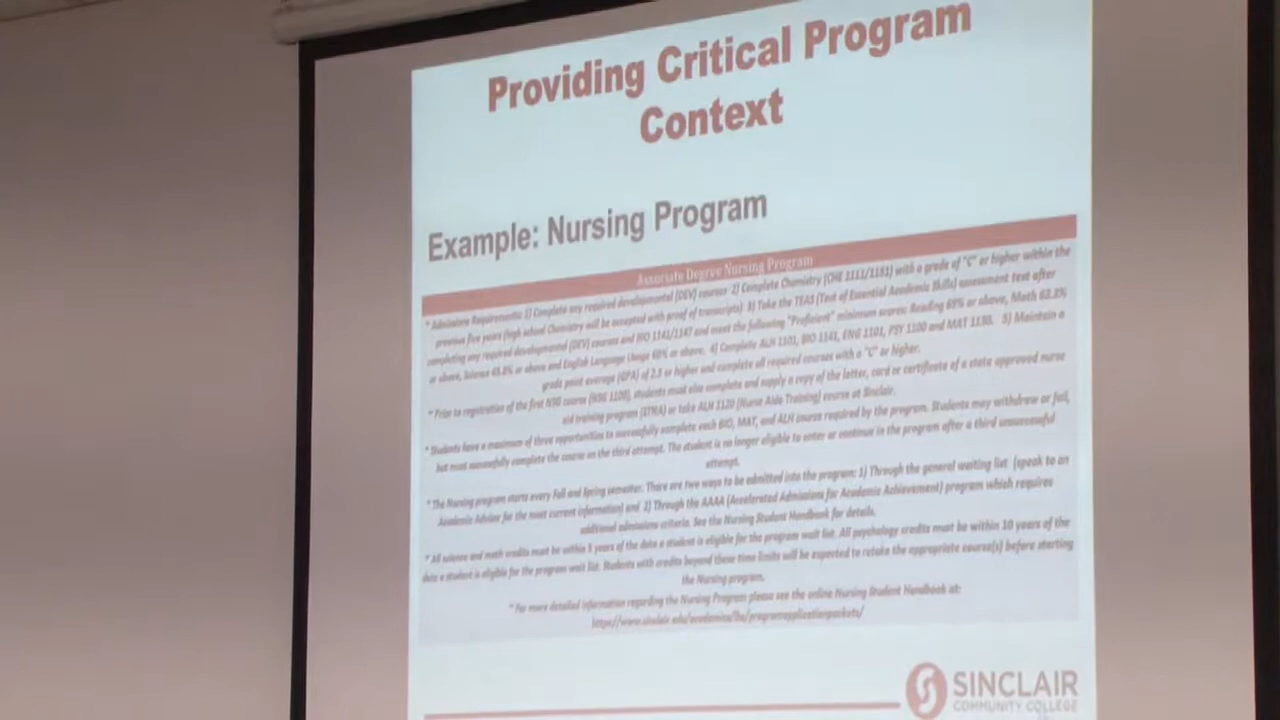 Providing Critical Program
Context
Example: Nursing Program
Associate Degree Nursing Program
* Admissions Requirements: 1) Complete any required developmental (DEV) courses 2) Complete Chemistry (CHE 1111/1151) with a grade of "C" or higher within the
previous five years (high school Chemistry will be accepted with proof of transcripts) 3) Take the TEAS (Test of Essential Academic Skills) assessment test after
completing any required developmental (DEV) courses and BIO 1141/1147 and meet the following "Proficient" minimum scores: Reading 69% or above, Math 63.3%
or above, Science 45.8% or above and English Language Usage 60% or above. 4) Complete ALH 1101, BIO 1141, ENG 1101, PSY 1100 and MAT 1130. 5) Maintain a
grade point average (GPA) of 2.5 or higher and complete all required courses with a "C" or higher.
* Prior to registration of the first NSG course (NSG 1100), students must also complete and supply a copy of the letter, card or certificate of a state approved nurse
aid training program (STNA) or take ALH 1120 (Nurse Aide Training) course at Sinclair.
* Students have a maximum of three opportunities to successfully complete each BIO, MAT, and ALH course required by the program. Students may withdraw or fail,
but must successfully complete the course on the third attempt. The student is no longer eligible to enter or continue in the program after a third unsuccessful
attempt.
* The Nursing program starts every Fall and Spring semester. There are two ways to be admitted into the program: 1) Through the general waiting list (speak to an
Academic Advisor for the most current information) and 2) Through the AAAA (Accelerated Admissions for Academic Achievement) program which requires
additional admissions criteria. See the Nursing Student Handbook for details.
* All science and math credits must be within 5 years of the date a student is eligible for the program wait list. All psychology credits must be within 10 years of the
date a student is eligible for the program wait list. Students with credits beyond these time limits will be expected to retake the appropriate course(s) before starting
the Nursing program.
* For more detailed information regarding the Nursing Program please see the online Nursing Student Handbook at:
https://www.sinclair.edu/academics/lhs/programapplicationpackets/
SINCLAIR
COMMUNITY COLLEGE